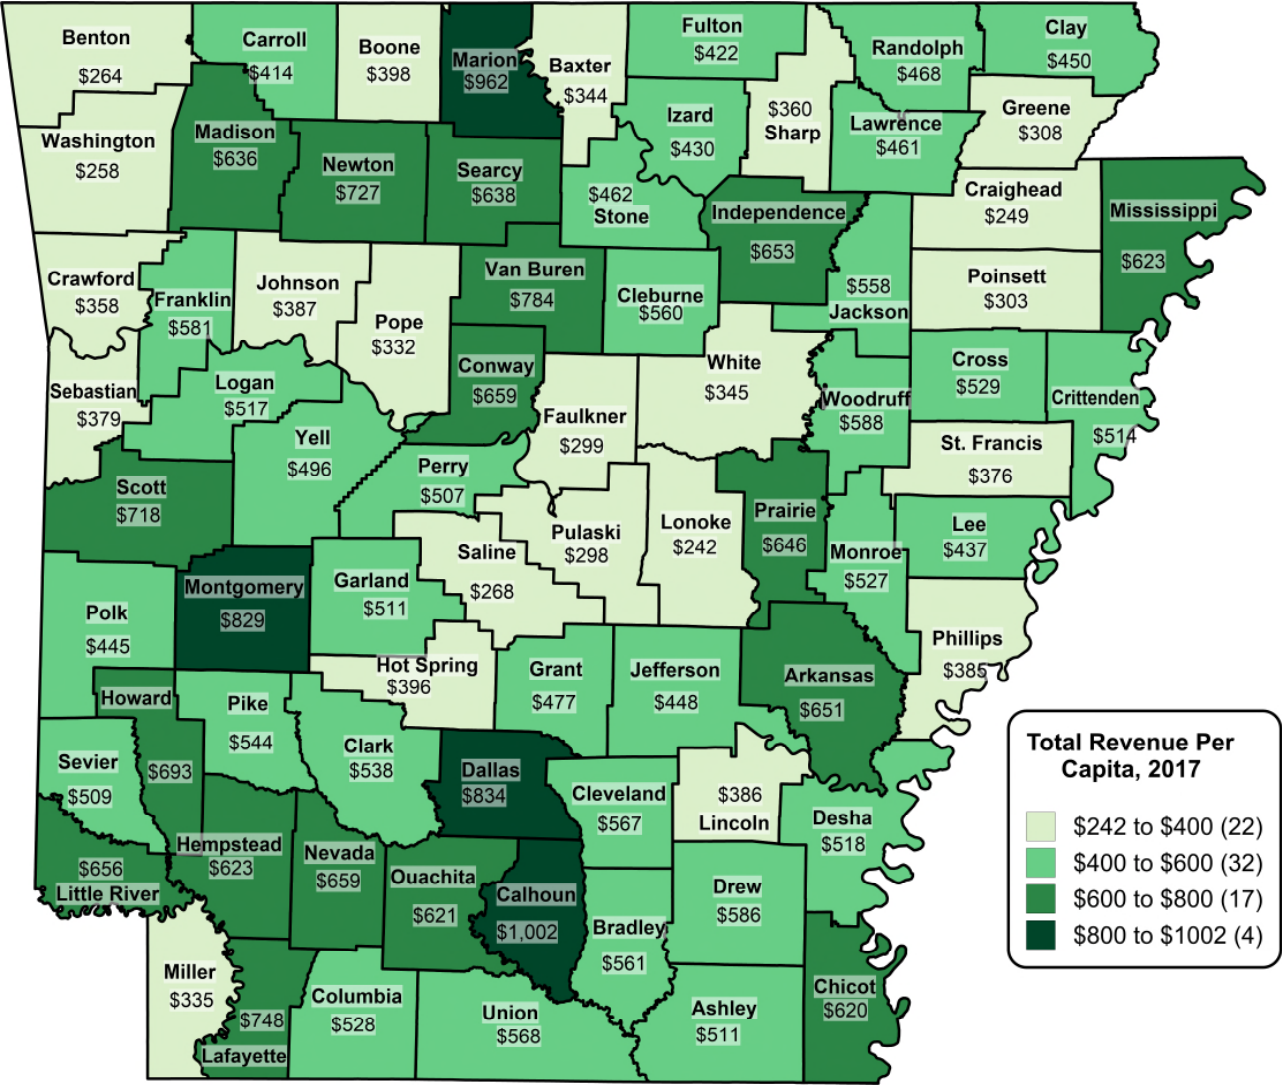 Benton
$264
Carroll
$414
Boone
$398
Marion
$962
Baxter
$344
Fulton
$422
Randolph
$468
Clay
$450
Washington
$258
Madison
$636
Newton
$727
Searcy
$638
Izard
$430
$360
Sharp
Lawrence
$461
Greene
$308
$462
Stone
Independence
$653
Craighead
$249
Mississippi
$623
Crawford
$358
Franklin
$581
Johnson
$387
Pope
$332
Van Buren
$784
Cleburne
$560
$558
Jackson
Poinsett
$303
Sebastian
$379
Logan
$517
Conway
$659
Faulkner
$299
White
$345
Woodruff
$588
Cross
$529
Crittenden
$514
Scott
$718
Yell
$496
Perry
$507
Pulaski
$298
Lonoke
$242
Prairie
$646
St. Francis
$376
Monroe
$527
Lee
$437
Polk
$445
Montgomery
$829
Garland
$511
Saline
$268
Phillips
$385
Howard
$693
Pike
$544
Hot Spring
$396
Grant
$477
Jefferson
$448
Arkansas
$651
Sevier
$509
Clark
$538
Dallas
$834
Cleveland
$567
$386
Lincoln
Desha
$518
$656
Little River
Hempstead
$623
Nevada
$659
Ouachita
$621
Calhoun
$1,002
Bradley
$561
Drew
$586
Miller
$335
$748
Lafayette
Columbia
$528
Union
$568
Ashley
$511
Chicot
$620
Total Revenue Per
Capita, 2017
$242 to $400 (22)
$400 to $600 (32)
$600 to $800 (17)
$800 to $1002 (4)